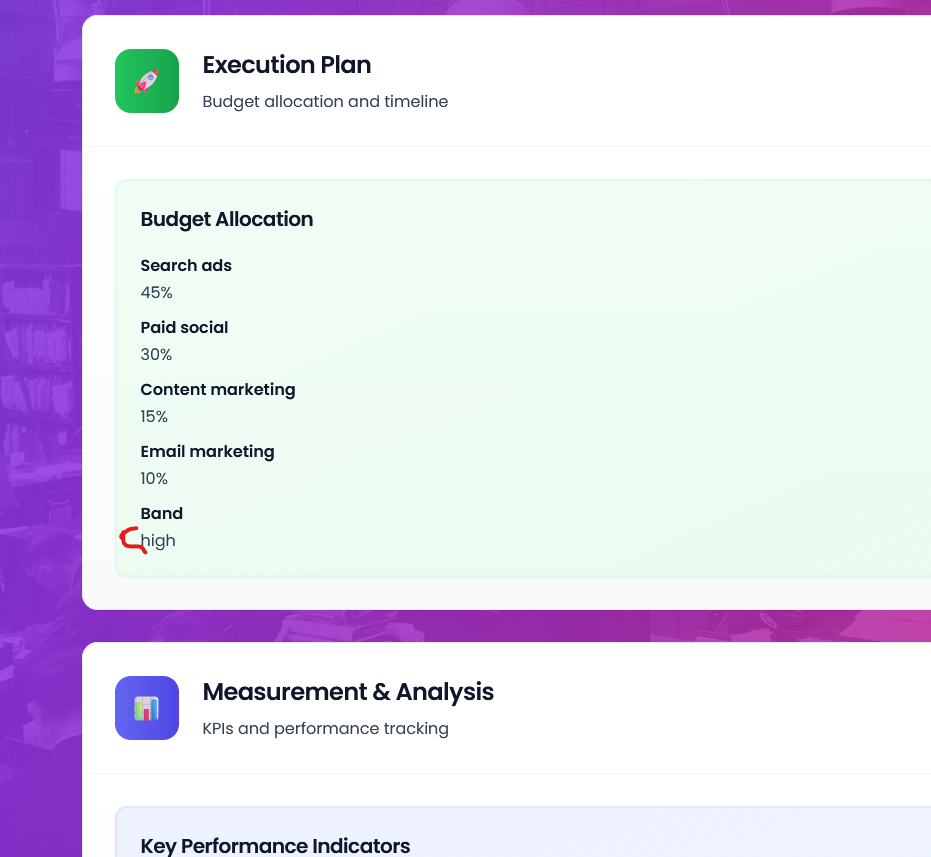 Execution Plan
Budget allocation and timeline
Budget Allocation
Search ads
45%
Paid social
30%
Content marketing
15%
Email marketing
10%
Band
high
Measurement & Analysis
KPIs and performance tracking
Key Performance Indicators